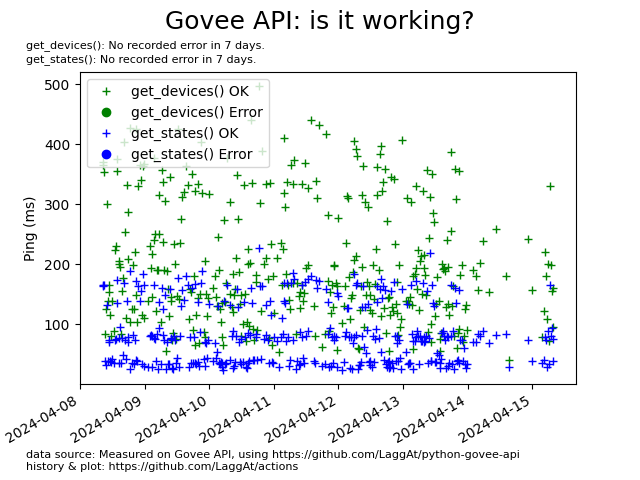 Govee API: is it working?
get_devices(): No recorded error in 7 days.
get_states(): No recorded error in 7 days.
get_devices() OK
get_devices() Error
get_states() OK
get_states() Error
Ping (ms)
500
400
300
200
100
2024-04-08
2024-04-09
2024-04-10
2024-04-11
2024-04-12
2024-04-13
2024-04-14
2024-04-15
data source: Measured on Govee API, using https://github.com/LaggAt/python-govee-api
history & plot: https://github.com/LaggAt/actions